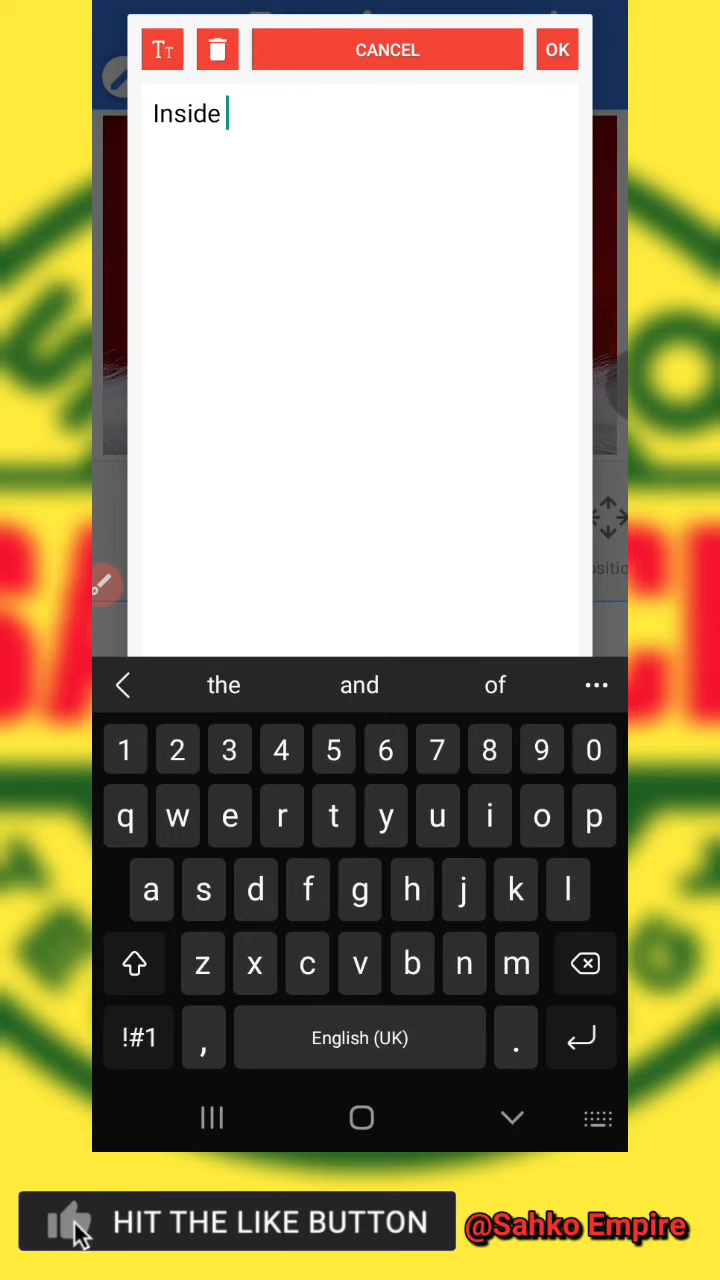 TT CANCEL OK
Inside
the and of •••
1 2 3 4 5 6 7 8 9 0
q w e r t y u i o p
a s d f g h j k l
z x c v b n m
!#1 , English (UK) .
HIT THE LIKE BUTTON @Sahko Empire